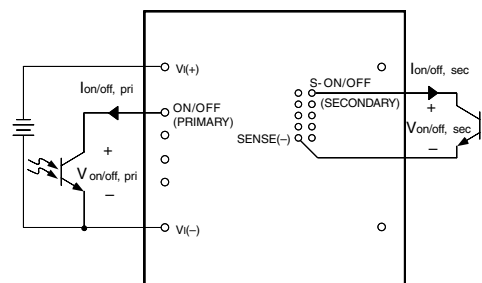 VI(+)
Ion/off, pri
ON/OFF
(PRIMARY)
+
Von/off, pri
–
VI(–)
S- ON/OFF
(SECONDARY)
SENSE(–)
Ion/off, sec
+
Von/off, sec
–